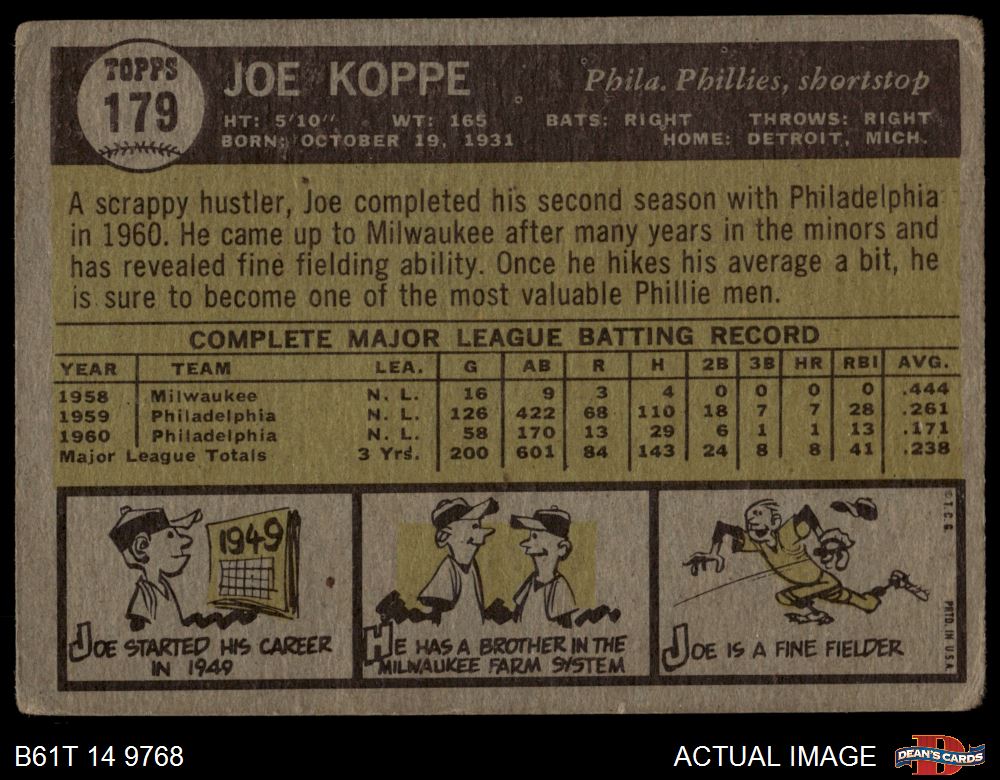 TOPPS
179
JOE KOPPE
Phila. Phillies, shortstop
HT: 5'10" WT: 165 BATS: RIGHT THROWS: RIGHT
BORN: OCTOBER 19, 1931 HOME: DETROIT, MICH.
A scrappy hustler, Joe completed his second season with Philadelphia
in 1960. He came up to Milwaukee after many years in the minors and
has revealed fine fielding ability. Once he hikes his average a bit, he
is sure to become one of the most valuable Phillie men.
COMPLETE MAJOR LEAGUE BATTING RECORD
YEAR TEAM LEA. G AB R H 2B 3B HR RBI AVG.
1958 Milwaukee N. L. 16 9 3 4 0 0 0 0 .444
1959 Philadelphia N. L. 126 422 68 110 18 7 7 28 .261
1960 Philadelphia N. L. 58 170 13 29 6 1 1 13 .171
Major League Totals 3 Yrs. 200 601 84 143 24 8 8 41 .238
1949
JOE STARTED HIS CAREER
IN 1949
HE HAS A BROTHER IN THE
MILWAUKEE FARM SYSTEM
JOE IS A FINE FIELDER
© T. C. G.
PRTD. IN U.S.A.
B61T 14 9768
ACTUAL IMAGE
DEAN'S CARDS